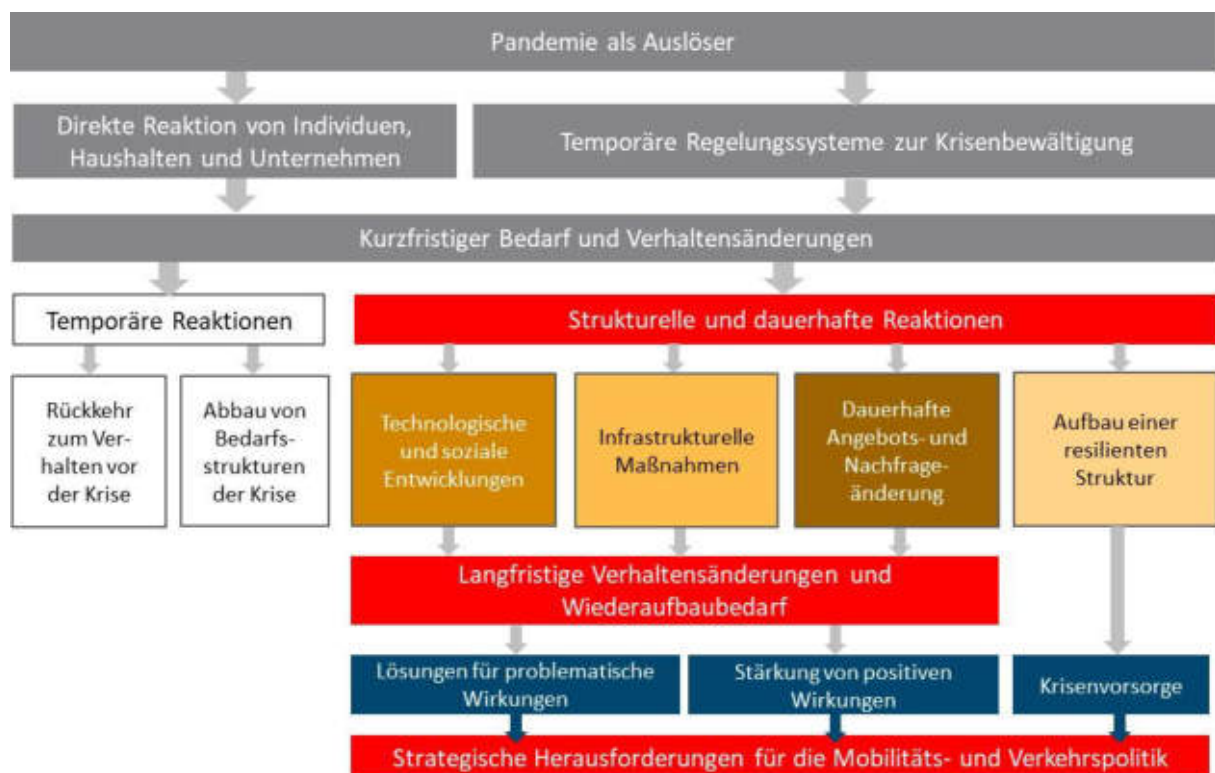 Pandemie als Auslöser
Direkte Reaktion von Individuen,
Haushalten und Unternehmen
Temporäre Regelungssysteme zur Krisenbewältigung
Kurzfristiger Bedarf und Verhaltensänderungen
Temporäre Reaktionen
Strukturelle und dauerhafte Reaktionen
Rückkehr
zum Ver-
halten vor
der Krise
Abbau von
Bedarfs-
strukturen
der Krise
Technologische
und soziale
Entwicklungen
Infrastrukturelle
Maßnahmen
Dauerhafte
Angebots- und
Nachfrage-
änderung
Aufbau einer
resilienten
Struktur
Langfristige Verhaltensänderungen und
Wiederaufbaubedarf
Lösungen für problematische
Wirkungen
Stärkung von positiven
Wirkungen
Krisenvorsorge
Strategische Herausforderungen für die Mobilitäts- und Verkehrspolitik